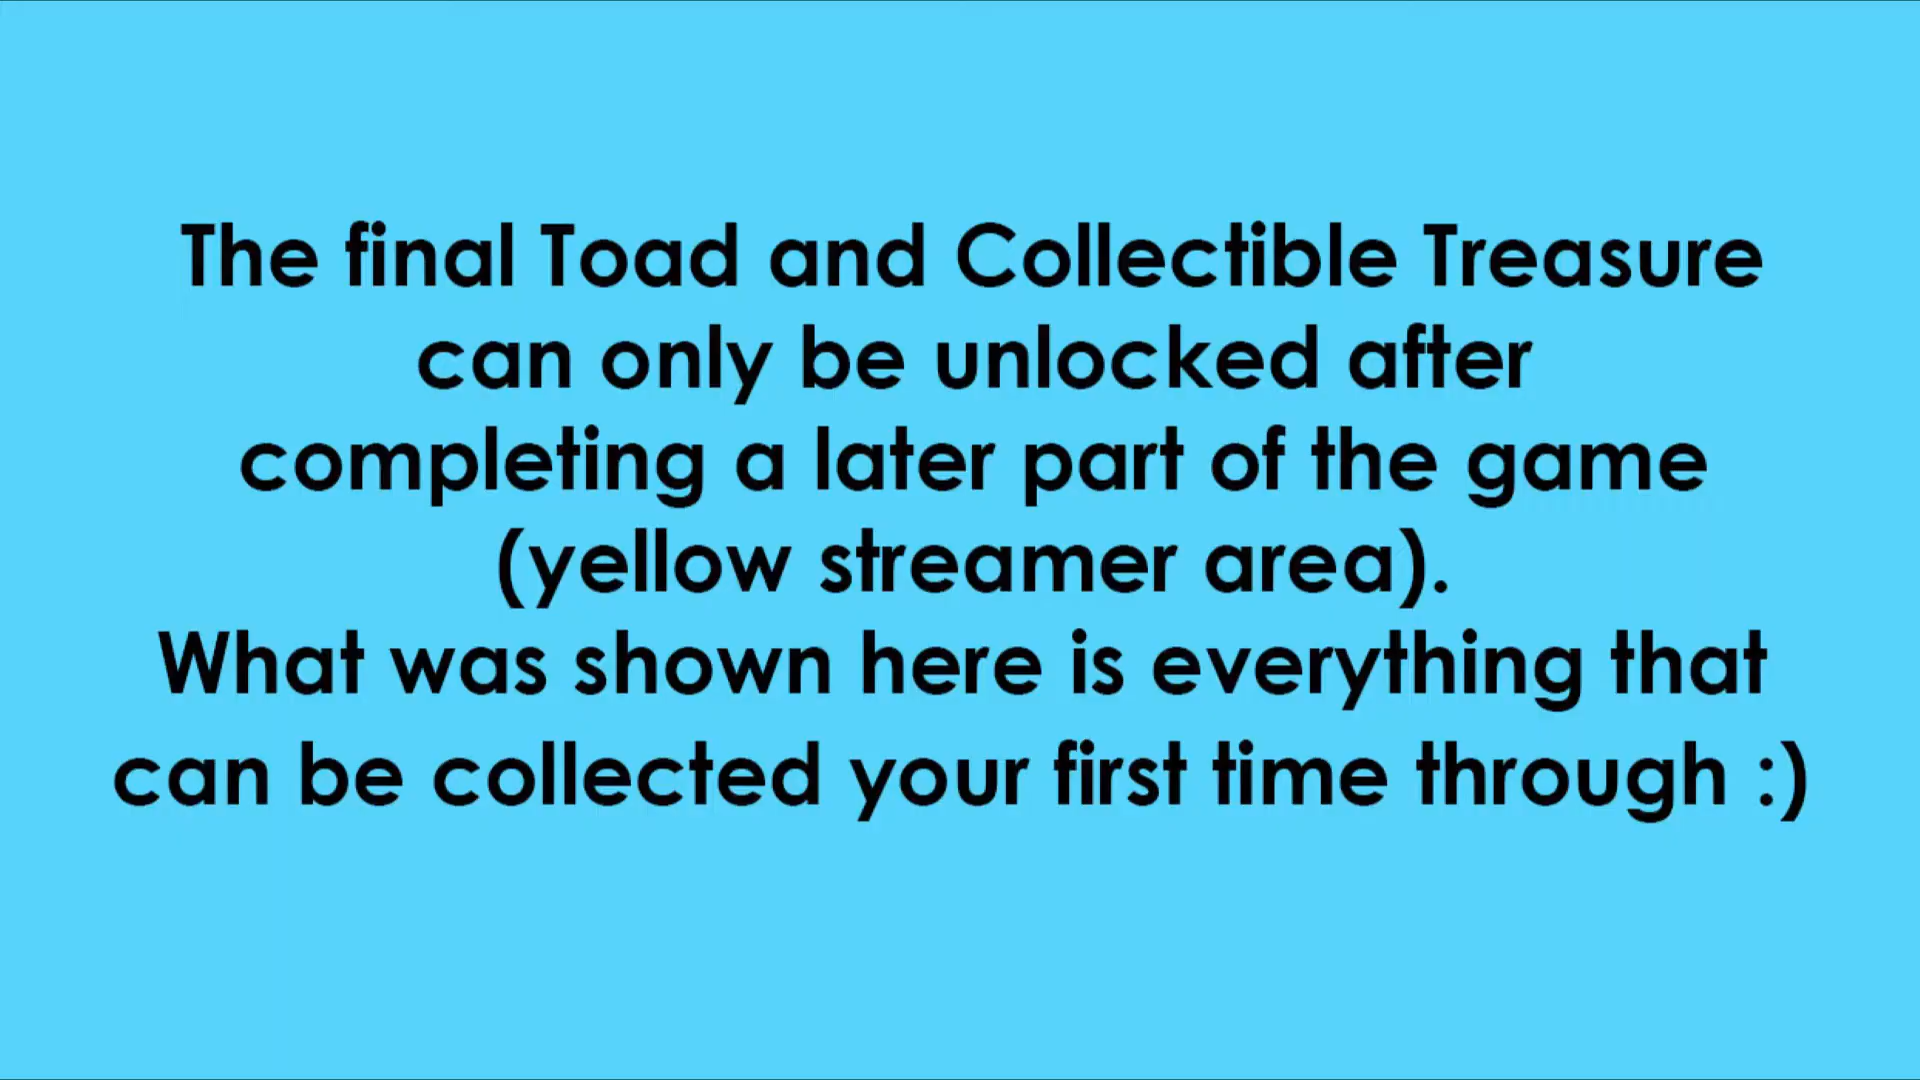 The final Toad and Collectible Treasure
can only be unlocked after
completing a later part of the game
(yellow streamer area).
What was shown here is everything that
can be collected your first time through :)